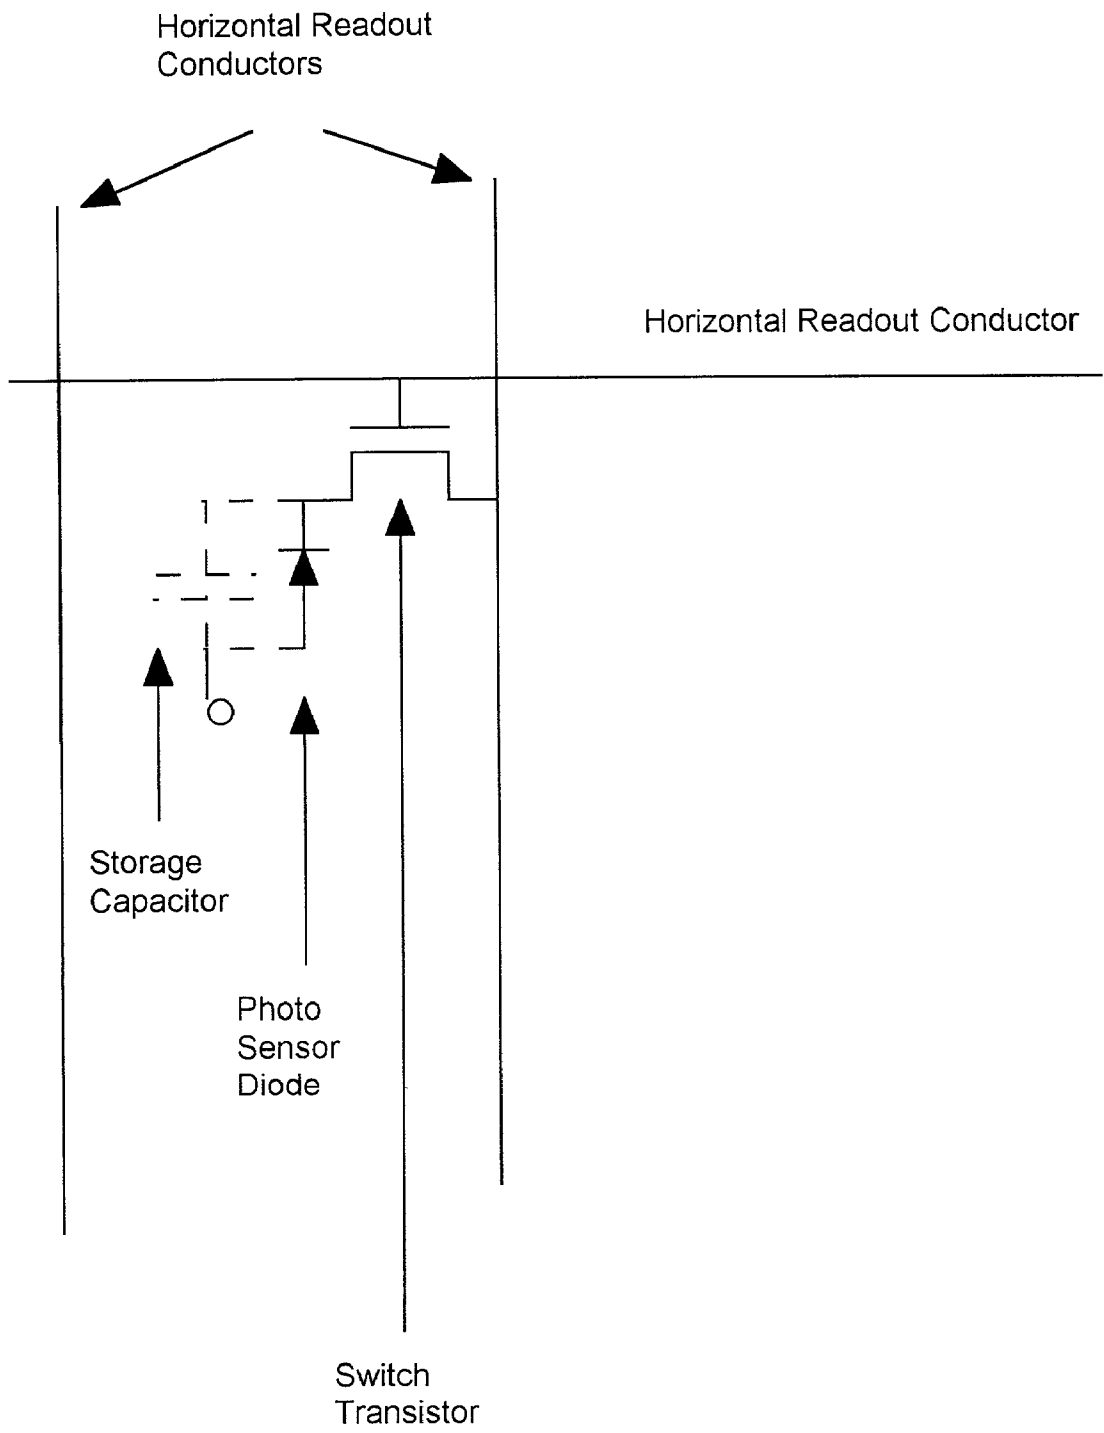 Horizontal Readout
Conductors
Horizontal Readout Conductor
Storage
Capacitor
Photo
Sensor
Diode
Switch
Transistor